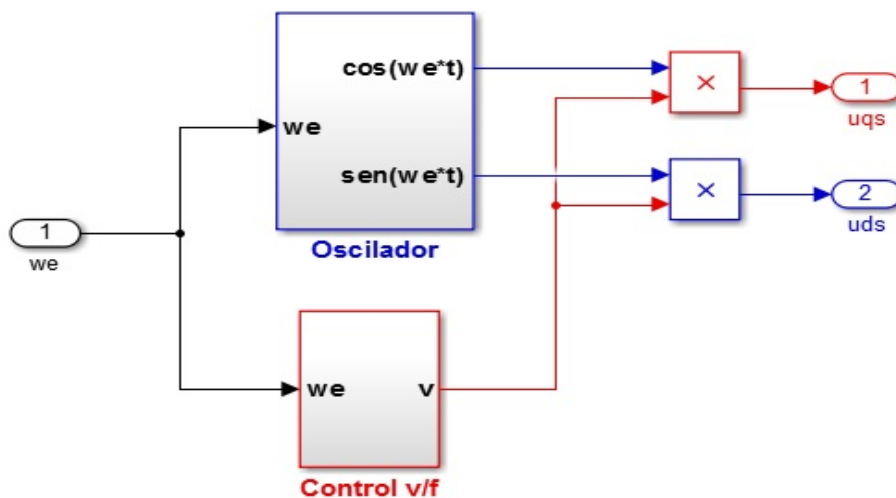 cos(we*t)
we
sen(we*t)
Oscilador
×
1
uqs
×
2
uds
1
we
we
v
Control v/f